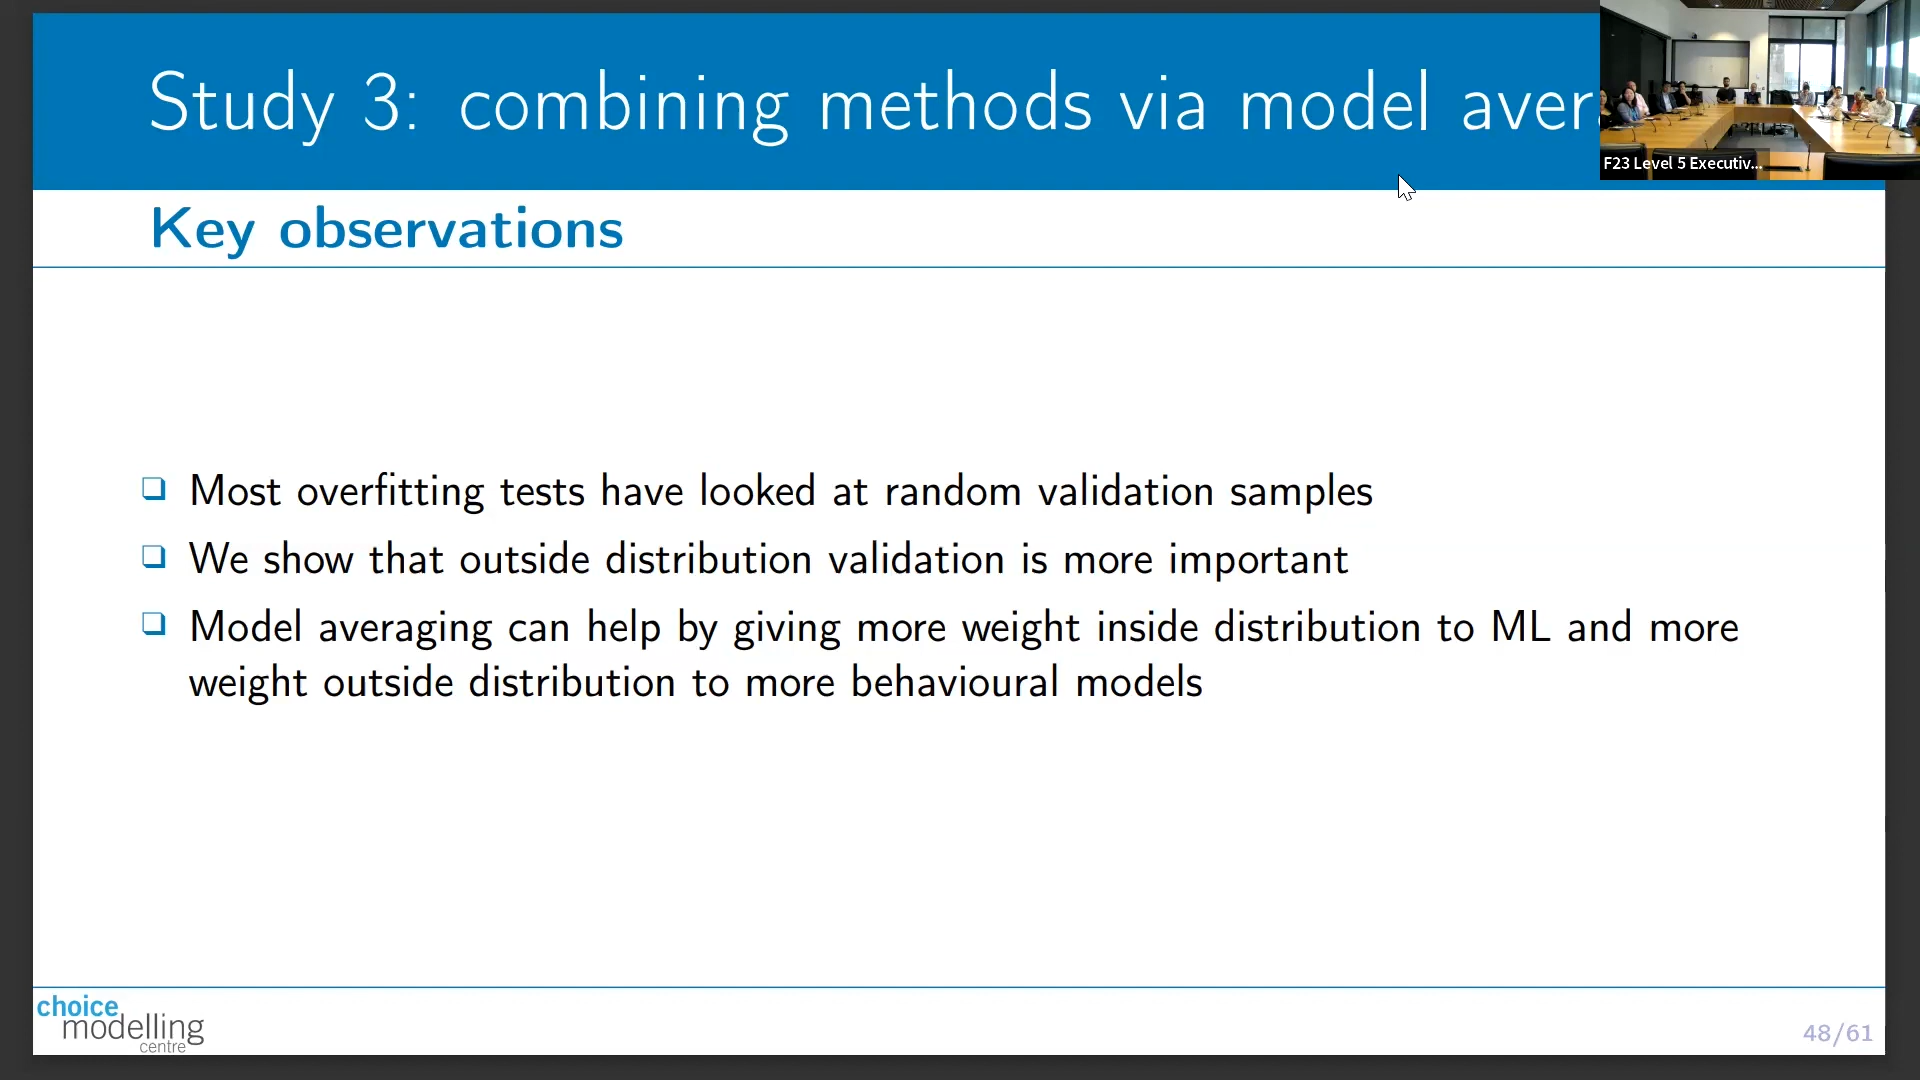 Study 3: combining methods via model aver
F23 Level 5 Executiv...
Key observations
Most overfitting tests have looked at random validation samples
We show that outside distribution validation is more important
Model averaging can help by giving more weight inside distribution to ML and more
weight outside distribution to more behavioural models
choice
modelling
centre
48/61